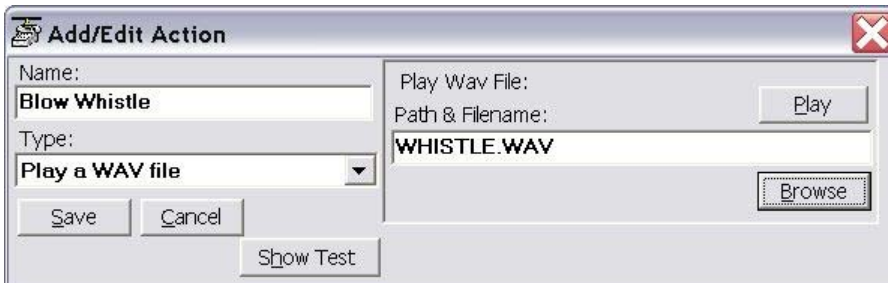 Add/Edit Action
Name:
Blow Whistle
Type:
Play a WAV file
Save
Cancel
Show Test
Play Wav File:
Path & Filename:
Play
WHISTLE.WAV
Browse